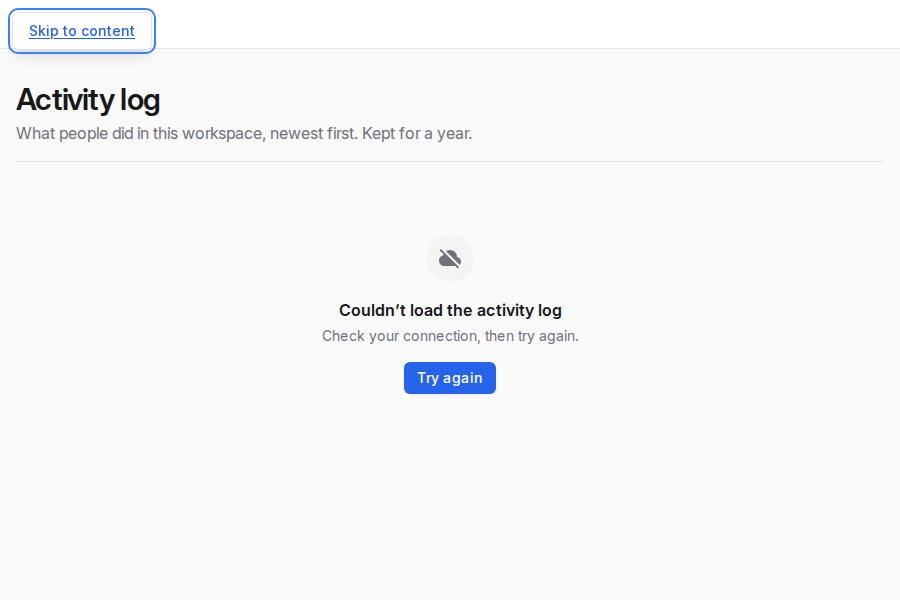 Skip to content
Activity log
What people did in this workspace, newest first. Kept for a year.
Couldn’t load the activity log
Check your connection, then try again.
Try again